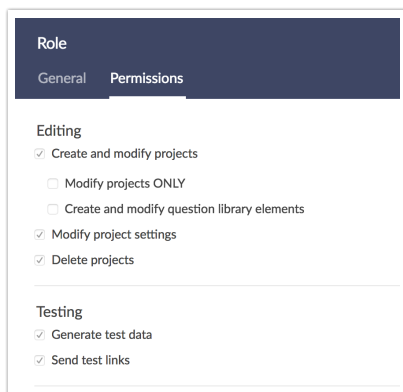 Role
General Permissions
Editing
Create and modify projects
Modify projects ONLY
Create and modify question library elements
Modify project settings
Delete projects
Testing
Generate test data
Send test links